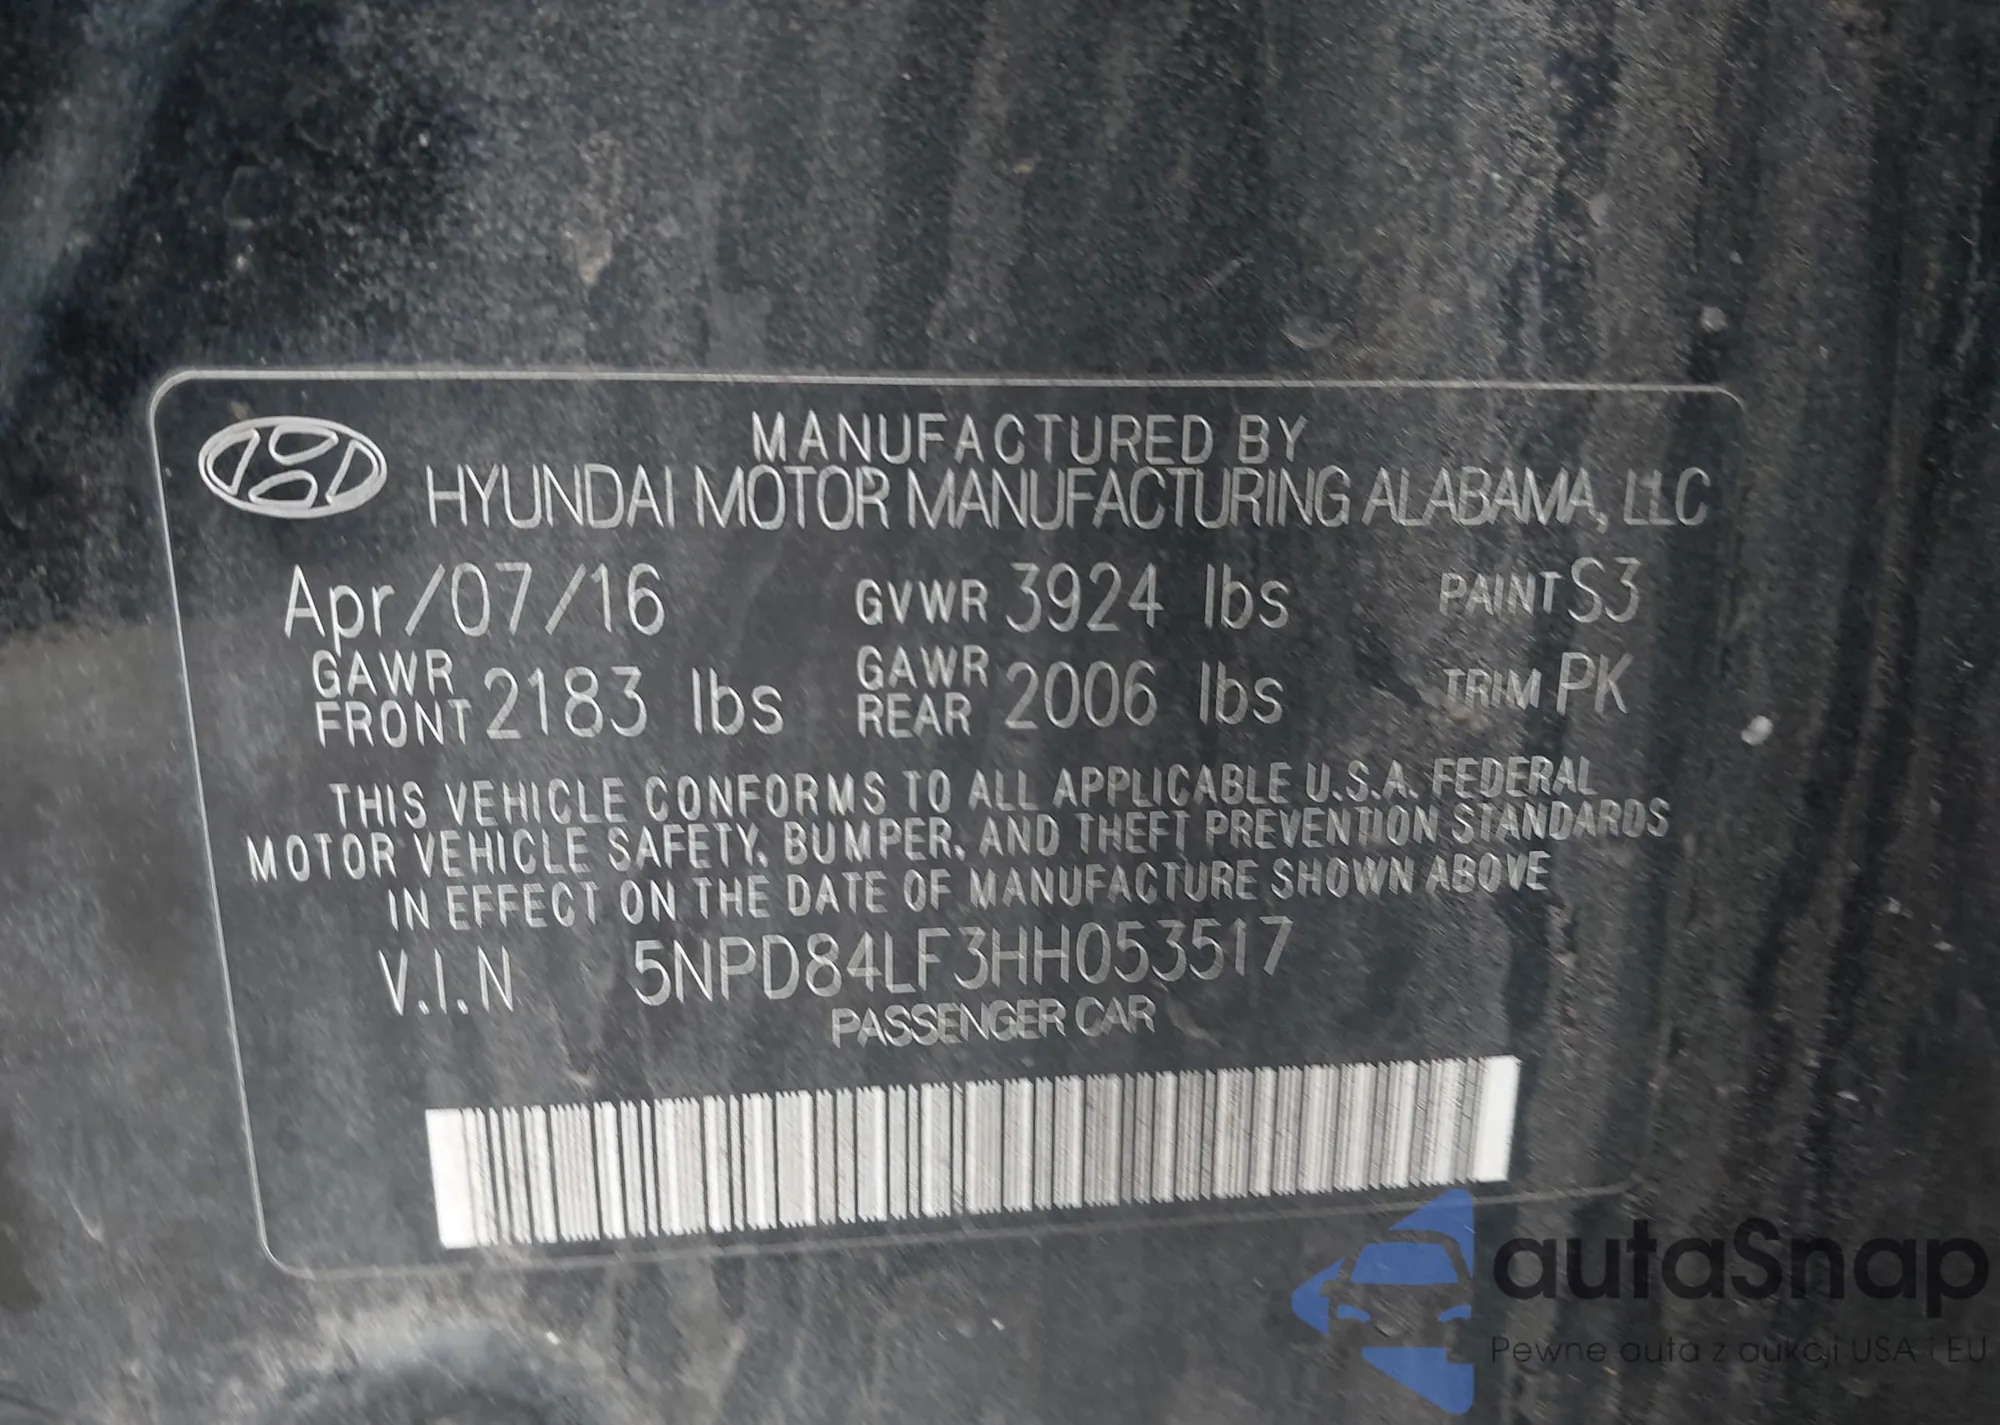 MANUFACTURED BY
HYUNDAI MOTOR MANUFACTURING ALABAMA, LLC
Apr/07/16 GVWR 3924 lbs PAINT S3
GAWR FRONT 2183 lbs GAWR REAR 2006 lbs TRIM PK
THIS VEHICLE CONFORMS TO ALL APPLICABLE U.S.A. FEDERAL
MOTOR VEHICLE SAFETY, BUMPER, AND THEFT PREVENTION STANDARDS
IN EFFECT ON THE DATE OF MANUFACTURE SHOWN ABOVE
V.I.N 5NPD84LF3HH053517
PASSENGER CAR
autaSnap
Pewne auta z aukcji USA i EU